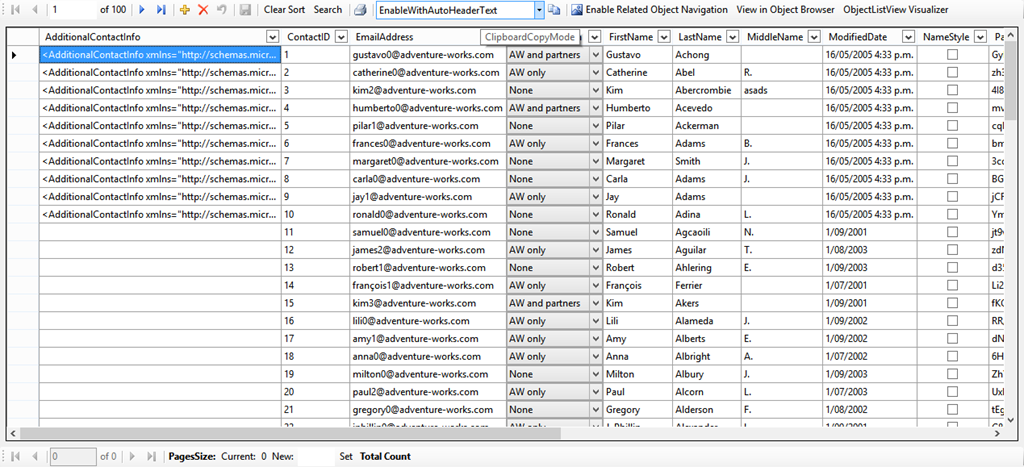 1 of 100 Clear Sort Search EnableWithAutoHeaderText Enable Related Object Navigation View in Object Browser ObjectListView Visualizer
AdditionalContactInfo ContactID EmailAddress ClipboardCopyMode FirstName LastName MiddleName ModifiedDate NameStyle Pa
<AdditionalContactInfo xmlns="http://schemas.micr... 1 gustavo0@adventure-works.com AW and partners Gustavo Achong 16/05/2005 4:33 p.m. Gy
<AdditionalContactInfo xmlns="http://schemas.micr... 2 catherine0@adventure-works.com AW only Catherine Abel R. 16/05/2005 4:33 p.m. zh3
<AdditionalContactInfo xmlns="http://schemas.micr... 3 kim2@adventure-works.com None Kim Abercrombie asads 16/05/2005 4:33 p.m. 4l8
<AdditionalContactInfo xmlns="http://schemas.micr... 4 humberto0@adventure-works.com AW and partners Humberto Acevedo 16/05/2005 4:33 p.m. mv
<AdditionalContactInfo xmlns="http://schemas.micr... 5 pilar1@adventure-works.com None Pilar Ackerman 16/05/2005 4:33 p.m. cql
<AdditionalContactInfo xmlns="http://schemas.micr... 6 frances0@adventure-works.com AW only Frances Adams B. 16/05/2005 4:33 p.m. bm
<AdditionalContactInfo xmlns="http://schemas.micr... 7 margaret0@adventure-works.com None Margaret Smith J. 16/05/2005 4:33 p.m. 3cc
<AdditionalContactInfo xmlns="http://schemas.micr... 8 carla0@adventure-works.com None Carla Adams J. 16/05/2005 4:33 p.m. BG
<AdditionalContactInfo xmlns="http://schemas.micr... 9 jay1@adventure-works.com AW only Jay Adams 16/05/2005 4:33 p.m. jCF
<AdditionalContactInfo xmlns="http://schemas.micr... 10 ronald0@adventure-works.com None Ronald Adina L. 16/05/2005 4:33 p.m. Ym
11 samuel0@adventure-works.com None Samuel Agcaoili N. 1/09/2001 jt9
12 james2@adventure-works.com AW only James Aguilar T. 1/08/2003 zdN
13 robert1@adventure-works.com None Robert Ahlering E. 1/09/2003 d3
14 françois1@adventure-works.com AW only François Ferrier 1/07/2001 Li2
15 kim3@adventure-works.com AW and partners Kim Akers 1/09/2001 fK
16 lili0@adventure-works.com AW only Lili Alameda J. 1/09/2002 RR
17 amy1@adventure-works.com AW only Amy Alberts E. 1/09/2002 dN
18 anna0@adventure-works.com AW only Anna Albright A. 1/07/2002 6H
19 milton0@adventure-works.com None Milton Albury J. 1/09/2003 Zh
20 paul2@adventure-works.com AW only Paul Alcorn L. 1/07/2003 Ux
21 gregory0@adventure-works.com None Gregory Alderson F. 1/08/2002 tEg
0 of 0 PagesSize: Current: 0 New: Set Total Count